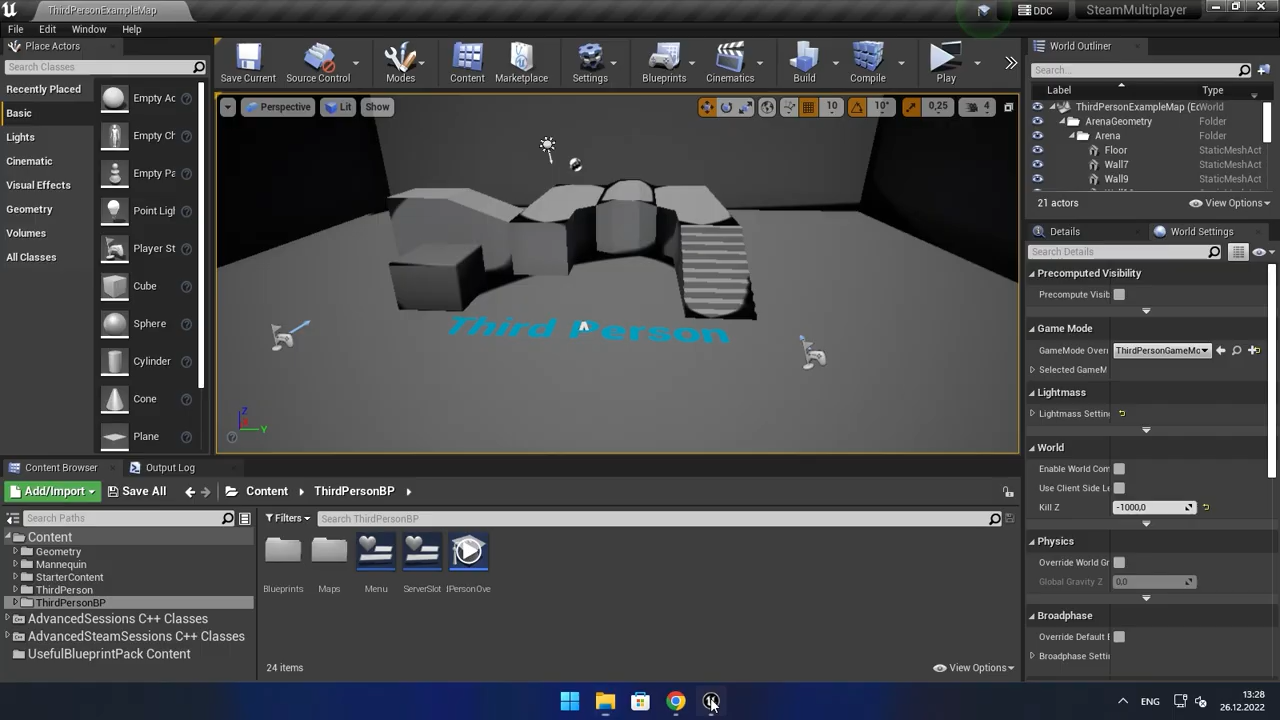 ThirdPersonExampleMap
DDC
SteamMultiplayer
File Edit Window Help
Place Actors
Search Classes
Recently Placed
Basic
Lights
Cinematic
Visual Effects
Geometry
Volumes
All Classes
Empty Ac
Empty Ch
Empty Pa
Point Ligl
Player St
Cube
Sphere
Cylinder
Cone
Plane
Save Current
Source Control
Modes
Content
Marketplace
Settings
Blueprints
Cinematics
Build
Compile
Play
Perspective
Lit
Show
10
10°
0,25
4
Third Person
Z
Y
World Outliner
Search...
Label
Type
ThirdPersonExampleMap (Ec World
ArenaGeometry Folder
Arena Folder
Floor StaticMeshAct
Wall7 StaticMeshAct
Wall9 StaticMeshAct
21 actors
View Options
Details
World Settings
Search Details
Precomputed Visibility
Precompute Visib
Game Mode
GameMode Overr
ThirdPersonGameMo
Selected GameM
Lightmass
Lightmass Setting
World
Enable World Com
Use Client Side Le
Kill Z
-1000,0
Physics
Override World Gr
Global Gravity Z
0,0
Broadphase
Override Default B
Broadphase Settin
Content Browser
Output Log
Add/Import
Save All
Content
ThirdPersonBP
Search Paths
Filters
Search ThirdPersonBP
Content
Geometry
Mannequin
StarterContent
ThirdPerson
ThirdPersonBP
AdvancedSessions C++ Classes
AdvancedSteamSessions C++ Classes
UsefulBlueprintPack Content
Blueprints
Maps
Menu
ServerSlot
IPersonOve
24 items
View Options
ENG
13:28
26.12.2022